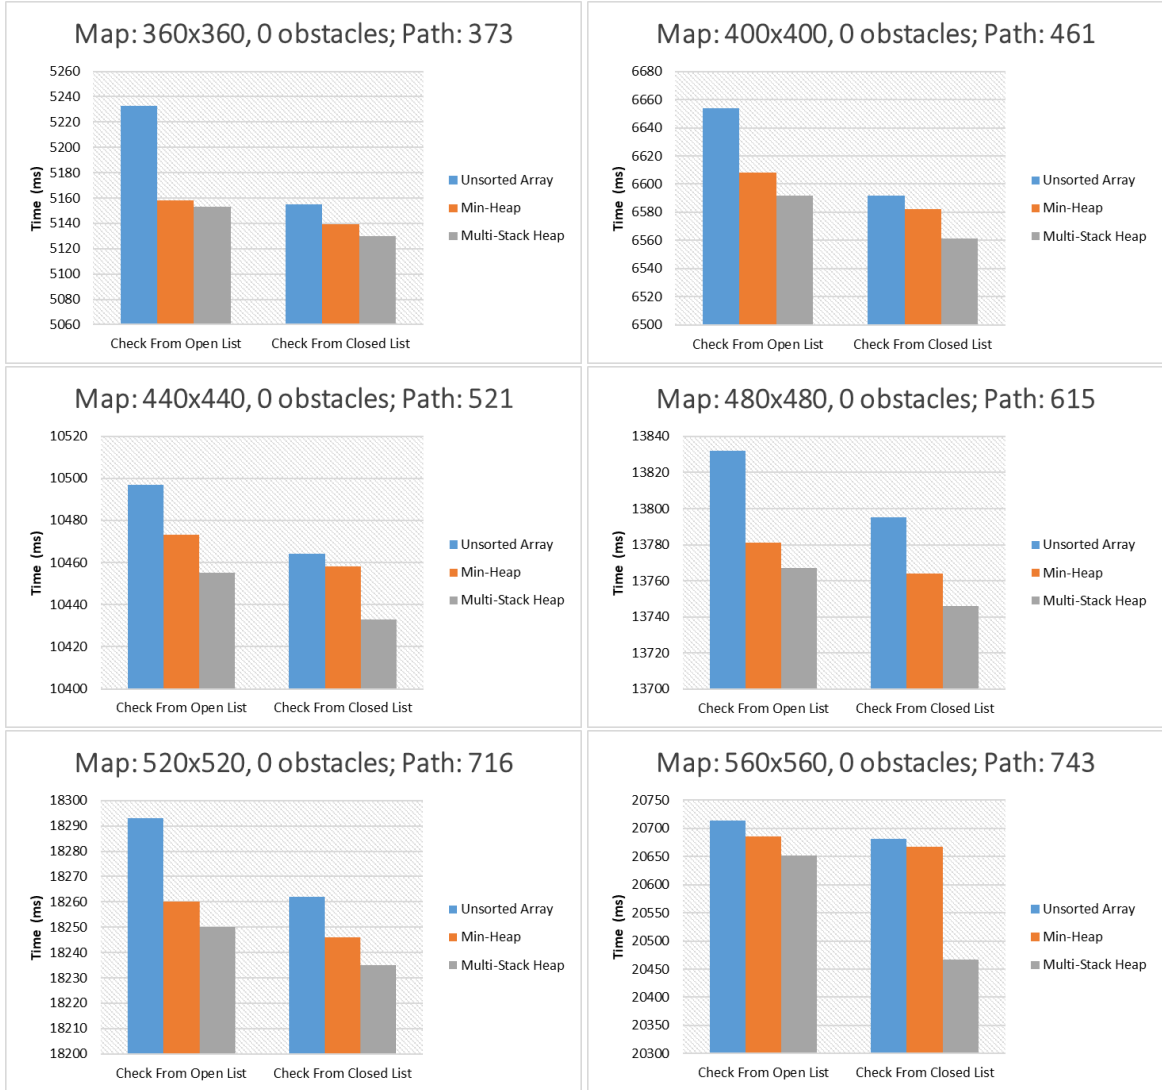 Map: 360x360, 0 obstacles; Path: 373
Time (ms)
5260
5240
5220
5200
5180
5160
5140
5120
5100
5080
5060
Check From Open List
Check From Closed List
Unsorted Array
Min-Heap
Multi-Stack Heap
Map: 400x400, 0 obstacles; Path: 461
Time (ms)
6680
6660
6640
6620
6600
6580
6560
6540
6520
6500
Check From Open List
Check From Closed List
Unsorted Array
Min-Heap
Multi-Stack Heap
Map: 440x440, 0 obstacles; Path: 521
Time (ms)
10520
10500
10480
10460
10440
10420
10400
Check From Open List
Check From Closed List
Unsorted Array
Min-Heap
Multi-Stack Heap
Map: 480x480, 0 obstacles; Path: 615
Time (ms)
13840
13820
13800
13780
13760
13740
13720
13700
Check From Open List
Check From Closed List
Unsorted Array
Min-Heap
Multi-Stack Heap
Map: 520x520, 0 obstacles; Path: 716
Time (ms)
18300
18290
18280
18270
18260
18250
18240
18230
18220
18210
18200
Check From Open List
Check From Closed List
Unsorted Array
Min-Heap
Multi-Stack Heap
Map: 560x560, 0 obstacles; Path: 743
Time (ms)
20750
20700
20650
20600
20550
20500
20450
20400
20350
20300
Check From Open List
Check From Closed List
Unsorted Array
Min-Heap
Multi-Stack Heap